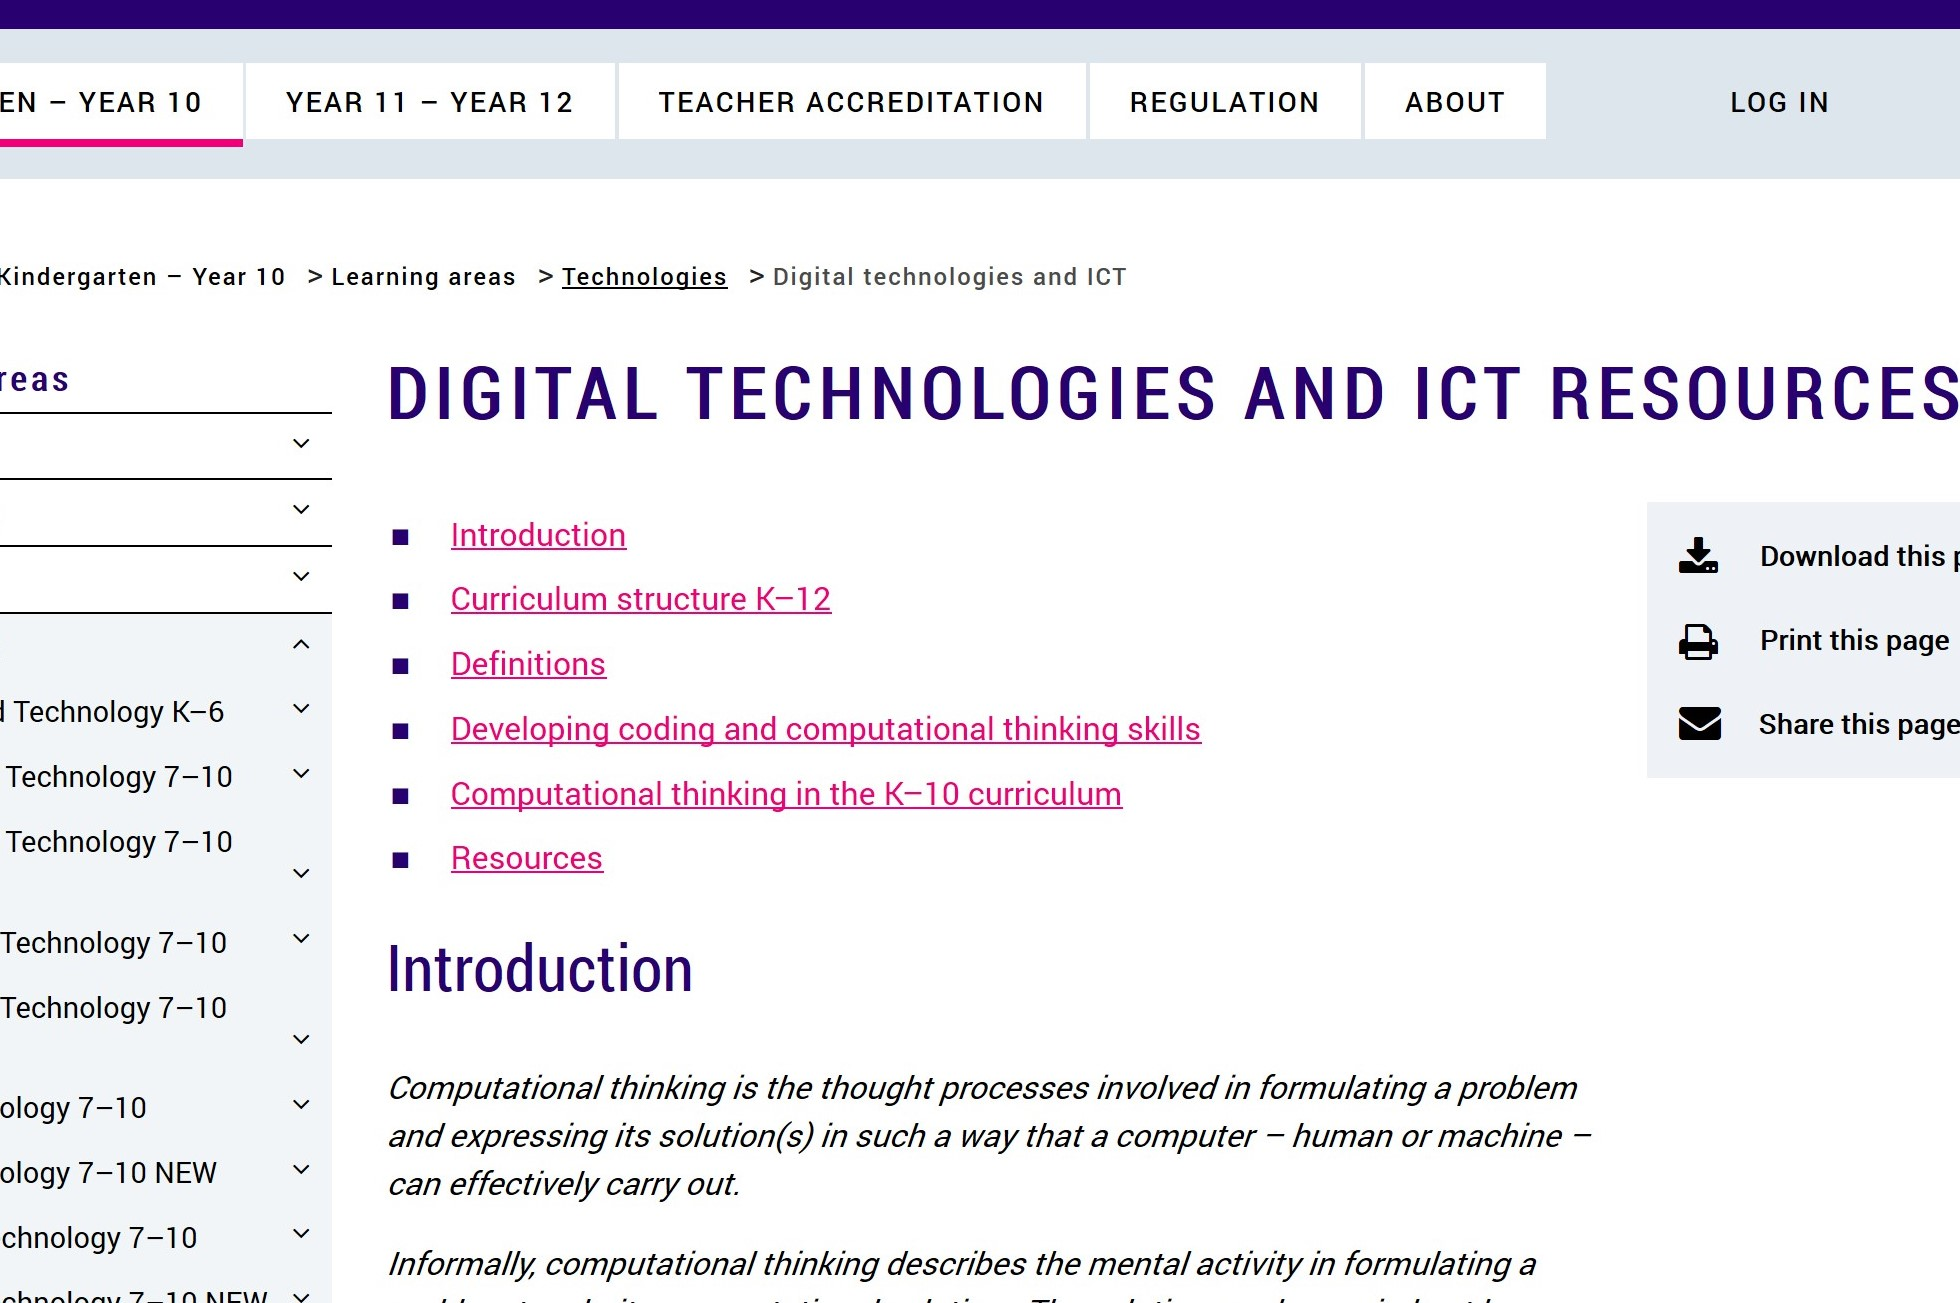 EN – YEAR 10
YEAR 11 – YEAR 12
TEACHER ACCREDITATION
REGULATION
ABOUT
LOG IN
Kindergarten – Year 10 > Learning areas > Technologies > Digital technologies and ICT
reas
d Technology K–6
Technology 7–10
Technology 7–10
Technology 7–10
Technology 7–10
ology 7–10
ology 7–10 NEW
chnology 7–10
chnology 7–10 NEW
DIGITAL TECHNOLOGIES AND ICT RESOURCES
Introduction
Curriculum structure K–12
Definitions
Developing coding and computational thinking skills
Computational thinking in the K–10 curriculum
Resources
Download this p
Print this page
Share this page
Introduction
Computational thinking is the thought processes involved in formulating a problem
and expressing its solution(s) in such a way that a computer – human or machine –
can effectively carry out.
Informally, computational thinking describes the mental activity in formulating a